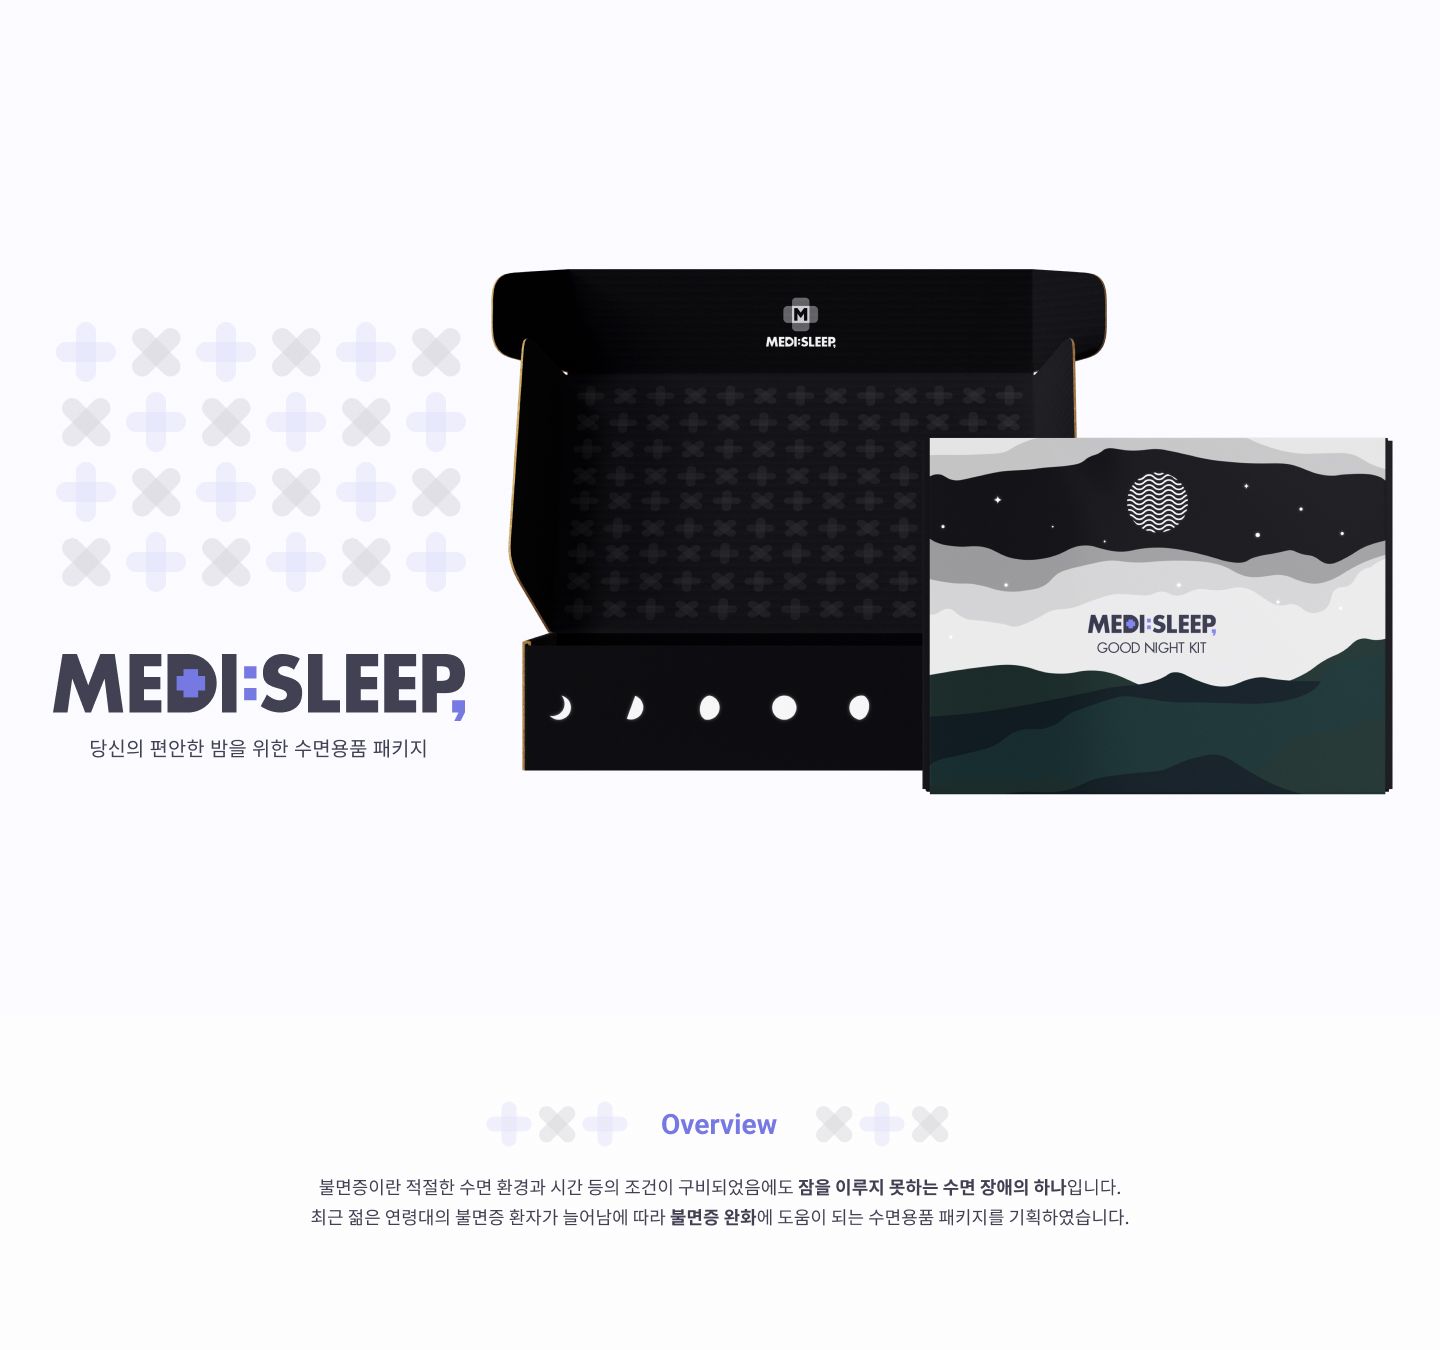 M
MEDI:SLEEP,
MEDI:SLEEP,
GOOD NIGHT KIT
MEDI:SLEEP,
당신의 편안한 밤을 위한 수면용품 패키지
Overview
불면증이란 적절한 수면 환경과 시간 등의 조건이 구비되었음에도 잠을 이루지 못하는 수면 장애의 하나입니다.
최근 젊은 연령대의 불면증 환자가 늘어남에 따라 불면증 완화에 도움이 되는 수면용품 패키지를 기획하였습니다.